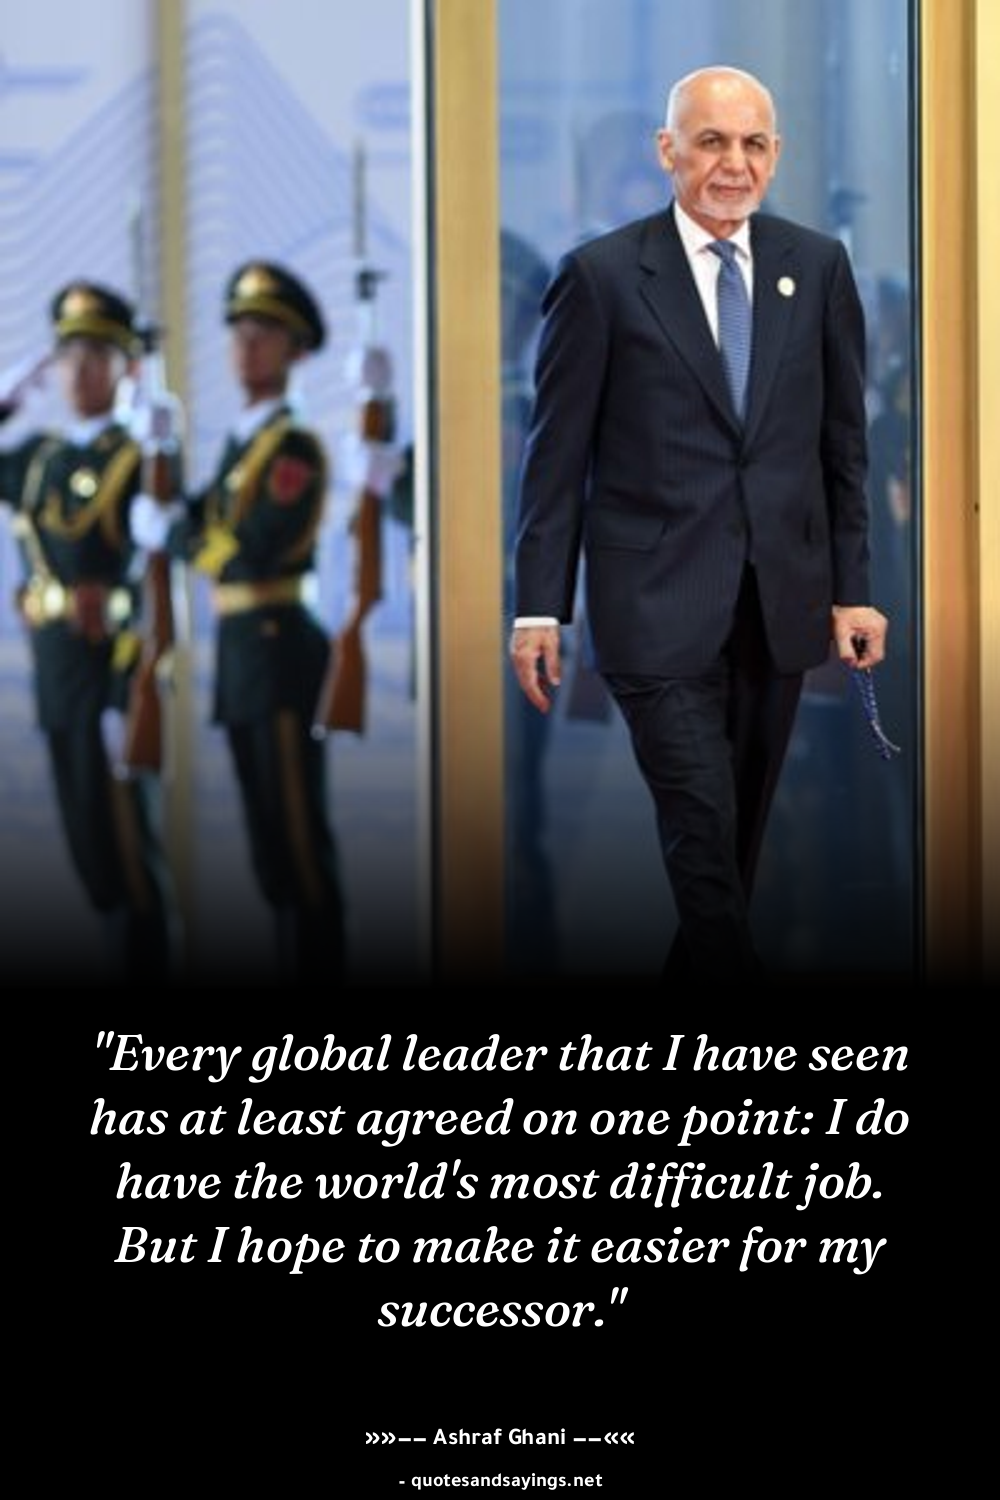 "Every global leader that I have seen
has at least agreed on one point: I do
have the world's most difficult job.
But I hope to make it easier for my
successor."
»»–– Ashraf Ghani ––««
- quotesandsayings.net